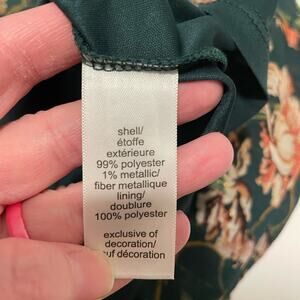 shell/
étoffe
extérieure
99% polyester
1% metallic/
fiber metallique
lining/
doublure
100% polyester
exclusive of
decoration/
décoration